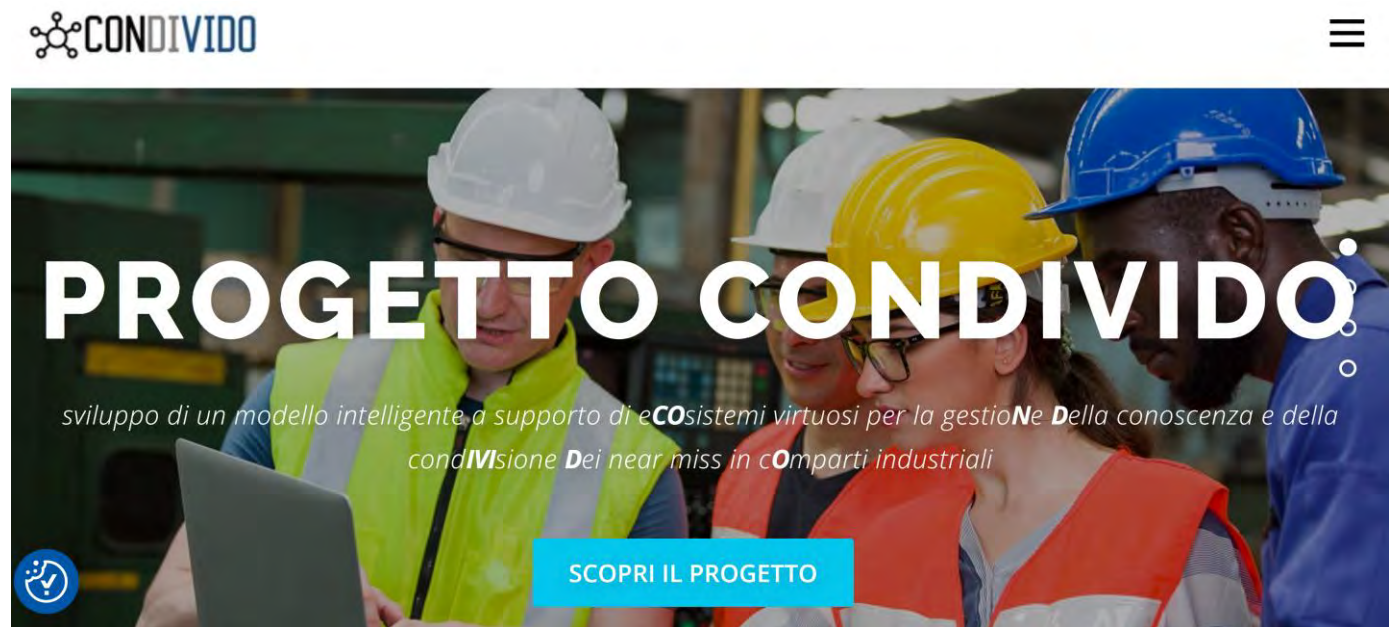 CONDIVIDO
PROGETTO CONDIVIDO
sviluppo di un modello intelligente a supporto di eCOsistemi virtuosi per la gestioNe Della conoscenza e della
condIVIsione Dei near miss in cOmparti industriali
SCOPRI IL PROGETTO